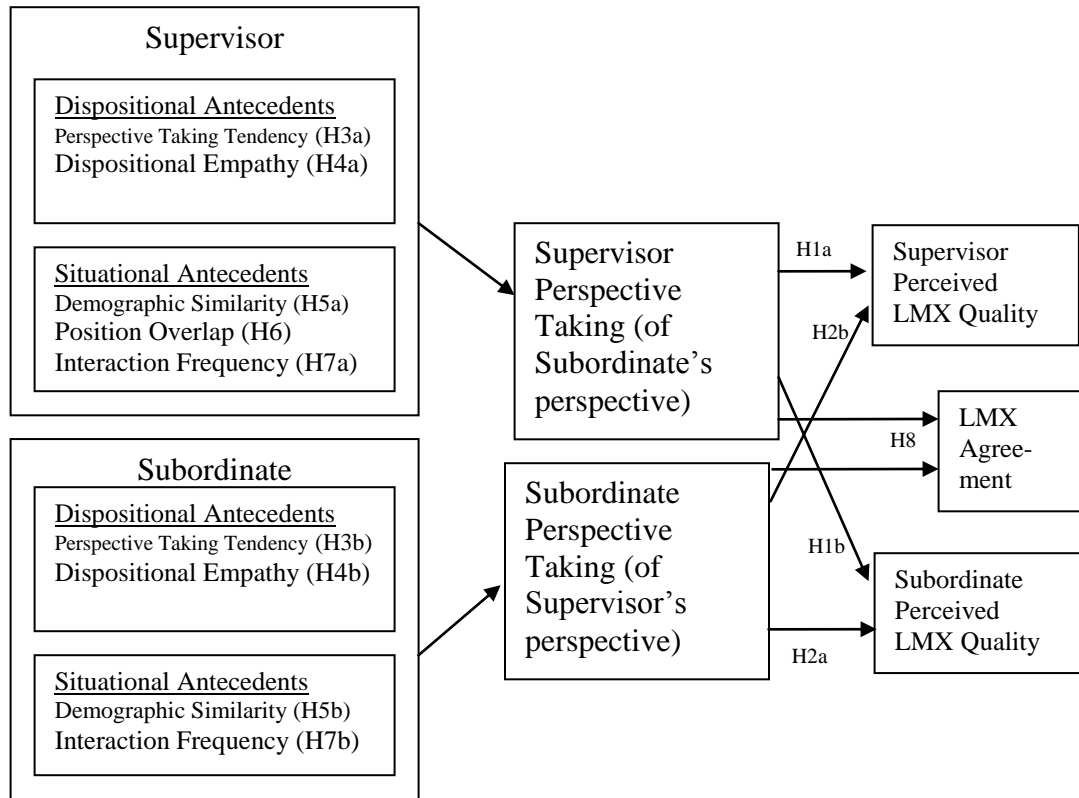 Supervisor
Dispositional Antecedents
Perspective Taking Tendency (H3a)
Dispositional Empathy (H4a)
Situational Antecedents
Demographic Similarity (H5a)
Position Overlap (H6)
Interaction Frequency (H7a)
Subordinate
Dispositional Antecedents
Perspective Taking Tendency (H3b)
Dispositional Empathy (H4b)
Situational Antecedents
Demographic Similarity (H5b)
Interaction Frequency (H7b)
Supervisor
Perspective
Taking (of
Subordinate’s
perspective)
Subordinate
Perspective
Taking (of
Supervisor’s
perspective)
H1a
H2b
H8
H1b
H2a
Supervisor
Perceived
LMX Quality
LMX
Agree-
ment
Subordinate
Perceived
LMX Quality